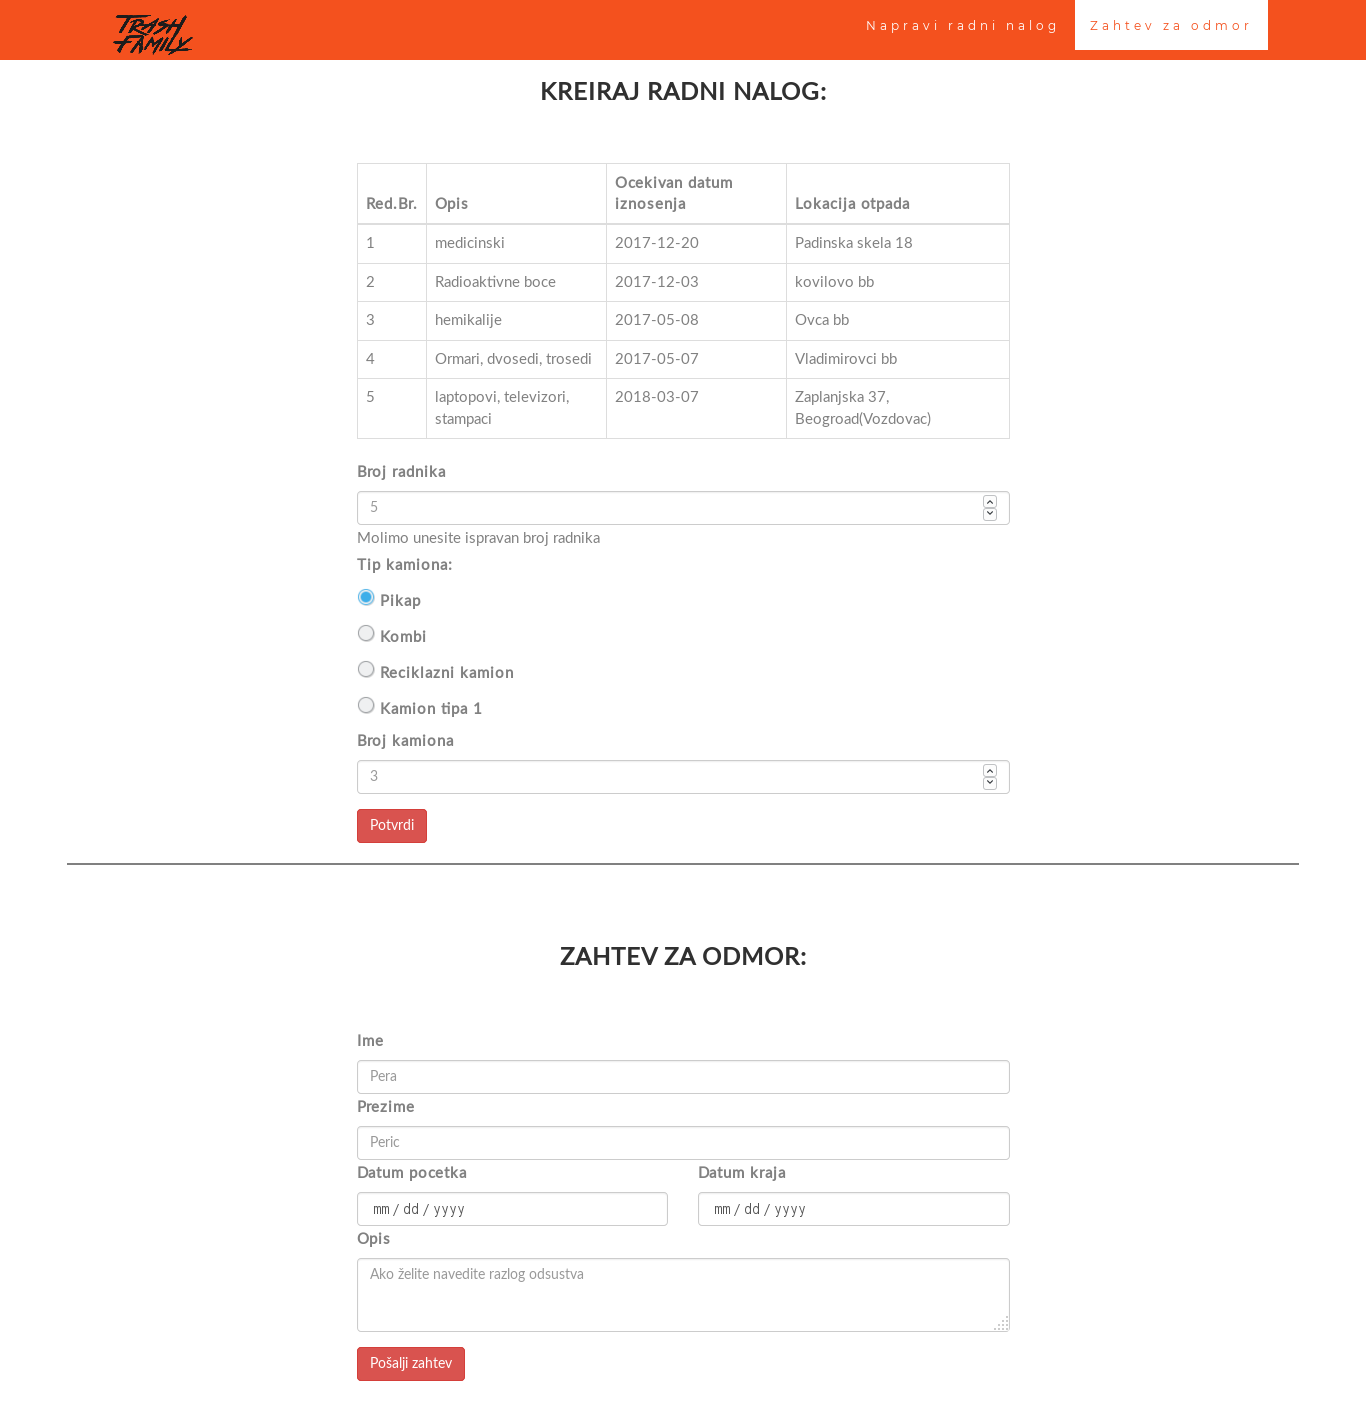 TRASH
FAMILY
Napravi radni nalog
Zahtev za odmor
KREIRAJ RADNI NALOG:
Red.Br. Opis Ocekivan datum iznosenja Lokacija otpada
1 medicinski 2017-12-20 Padinska skela 18
2 Radioaktivne boce 2017-12-03 kovilovo bb
3 hemikalije 2017-05-08 Ovca bb
4 Ormari, dvosedi, trosedi 2017-05-07 Vladimirovci bb
5 laptopovi, televizori, 2018-03-07 Zaplanjska 37,
stampaci Beogroad(Vozdovac)
Broj radnika
5
Molimo unesite ispravan broj radnika
Tip kamiona:
Pikap
Kombi
Reciklazni kamion
Kamion tipa 1
Broj kamiona
3
Potvrdi
ZAHTEV ZA ODMOR:
Ime
Pera
Prezime
Peric
Datum pocetka Datum kraja
mm / dd / yyyy mm / dd / yyyy
Opis
Ako želite navedite razlog odsustva
Pošalji zahtev